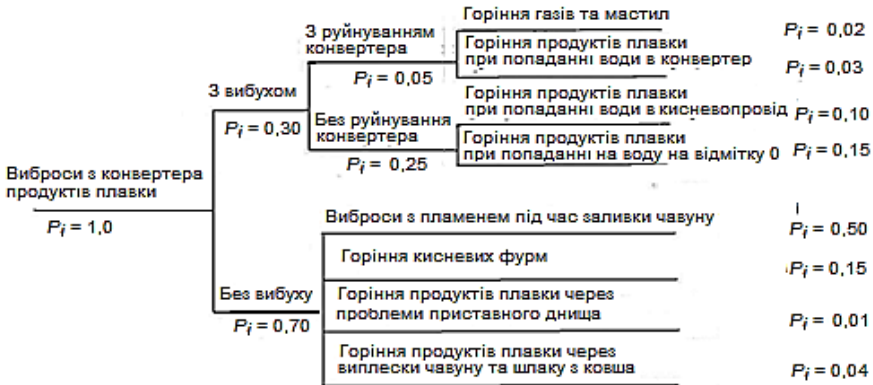 Горіння газів та мастил
Pi = 0,02
З руйнуванням
конвертера
Pi = 0,05
Горіння продуктів плавки
при попаданні води в конвертер
Pi = 0,03
З вибухом
Pi = 0,30
Горіння продуктів плавки
при попаданні води в кисневопровід
Pi = 0,10
Без руйнування
конвертера
Pi = 0,25
Горіння продуктів плавки
при попаданні на воду на відмітку 0
Pi = 0,15
Виброси з конвертера
продуктів плавки
Pi = 1,0
Виброси з пламенем під час заливки чавуну
Pi = 0,50
Горіння кисневих фурм
Pi = 0,15
Без вибуху
Pi = 0,70
Горіння продуктів плавки через
проблеми приставного днища
Pi = 0,01
Горіння продуктів плавки через
виплески чавуну та шлаку з ковша
Pi = 0,04